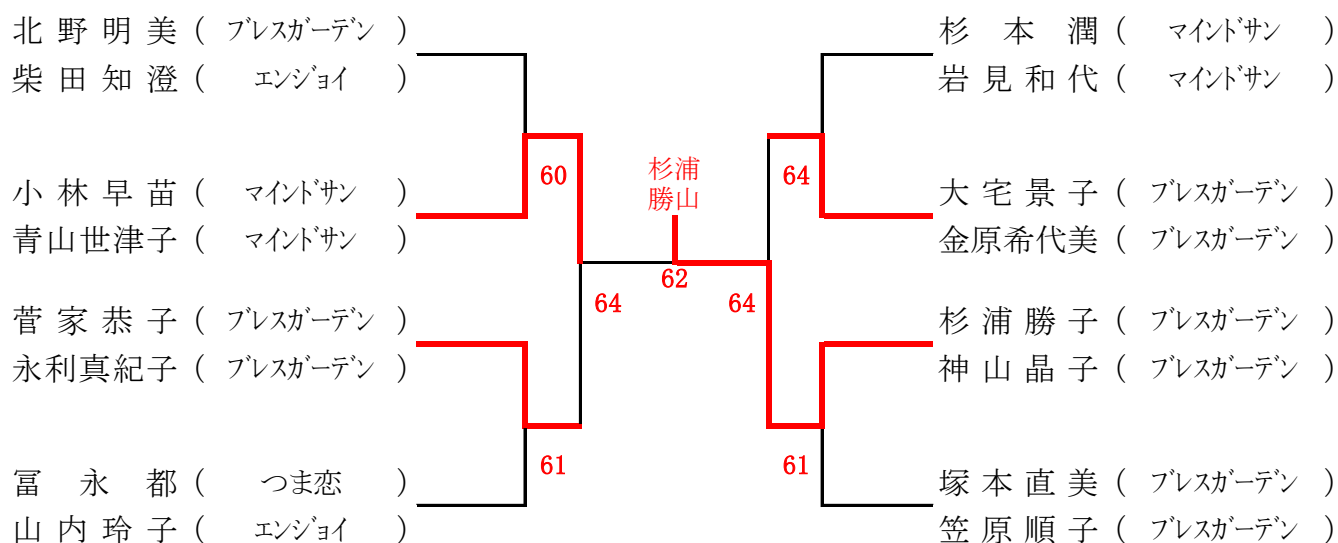 北野明美 ( ブレスガーデン )
柴田知澄 ( エンジョイ )
小林早苗 ( マインドサン )
青山世津子 ( マインドサン )
菅家恭子 ( ブレスガーデン )
永利真紀子 ( ブレスガーデン )
冨永都 ( つま恋 )
山内玲子 ( エンジョイ )
60
61
64
杉浦
勝山
62
64
64
61
杉本潤 ( マインドサン )
岩見和代 ( マインドサン )
大宅景子 ( ブレスガーデン )
金原希代美 ( ブレスガーデン )
杉浦勝子 ( ブレスガーデン )
神山晶子 ( ブレスガーデン )
塚本直美 ( ブレスガーデン )
笠原順子 ( ブレスガーデン )